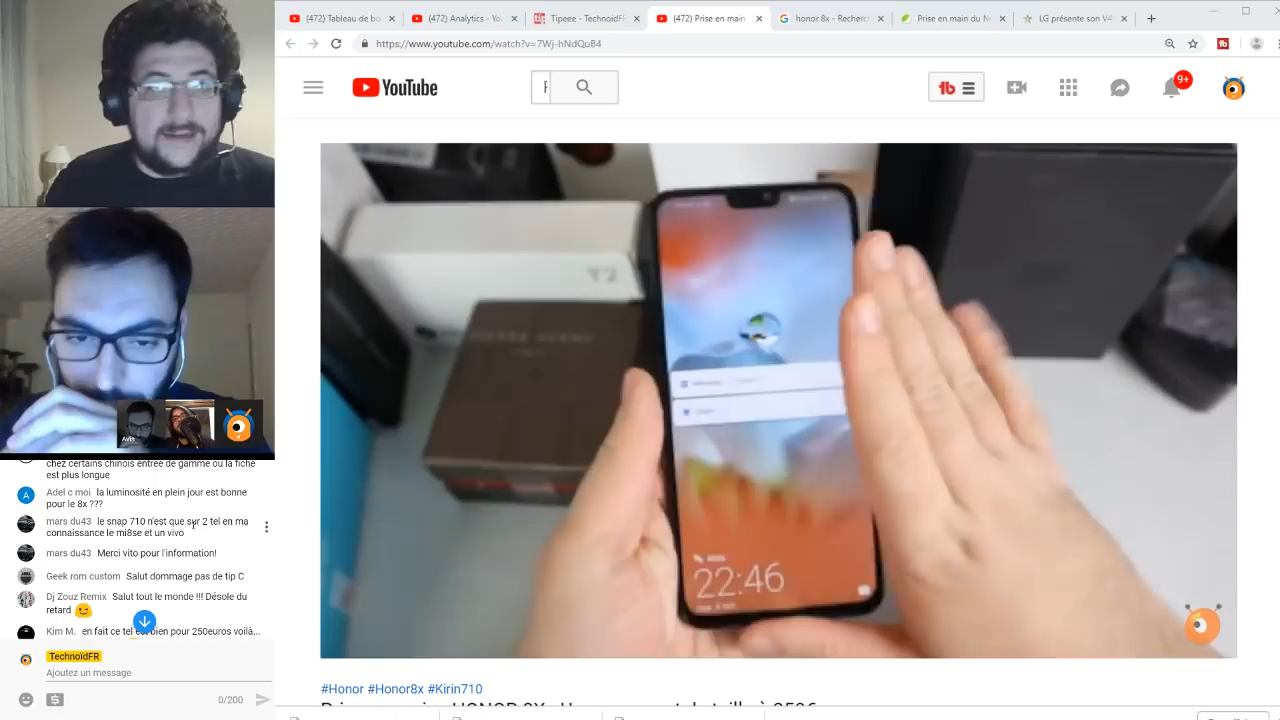 (472) Tableau de bo
(472) Analytics - Yo
Tipeee - TechnoidF
(472) Prise en main
honor 8x - Recherc
Prise en main du N
LG présente son V4
https://www.youtube.com/watch?v=7Wj-hNdQuB4
YouTube
F
9+
22:46
Avix
chez certains chinois entrée de gamme ou la fiche
est plus longue
A
Adel c moi la luminosité en plein jour est bonne
pour le 8x ???
mars du43 le snap 710 n'est que sur 2 tel en ma
connaissance le mi8se et un vivo
mars du43 Merci vito pour l'information!
Geek rom custom Salut dommage pas de tip C
Dj Zouz Remix Salut tout le monde !!! Désole du
retard
Kim M. en fait ce tel est bien pour 250euros voilà...
TechnoïdFR
Ajoutez un message
0/200
#Honor #Honor8x #Kirin710